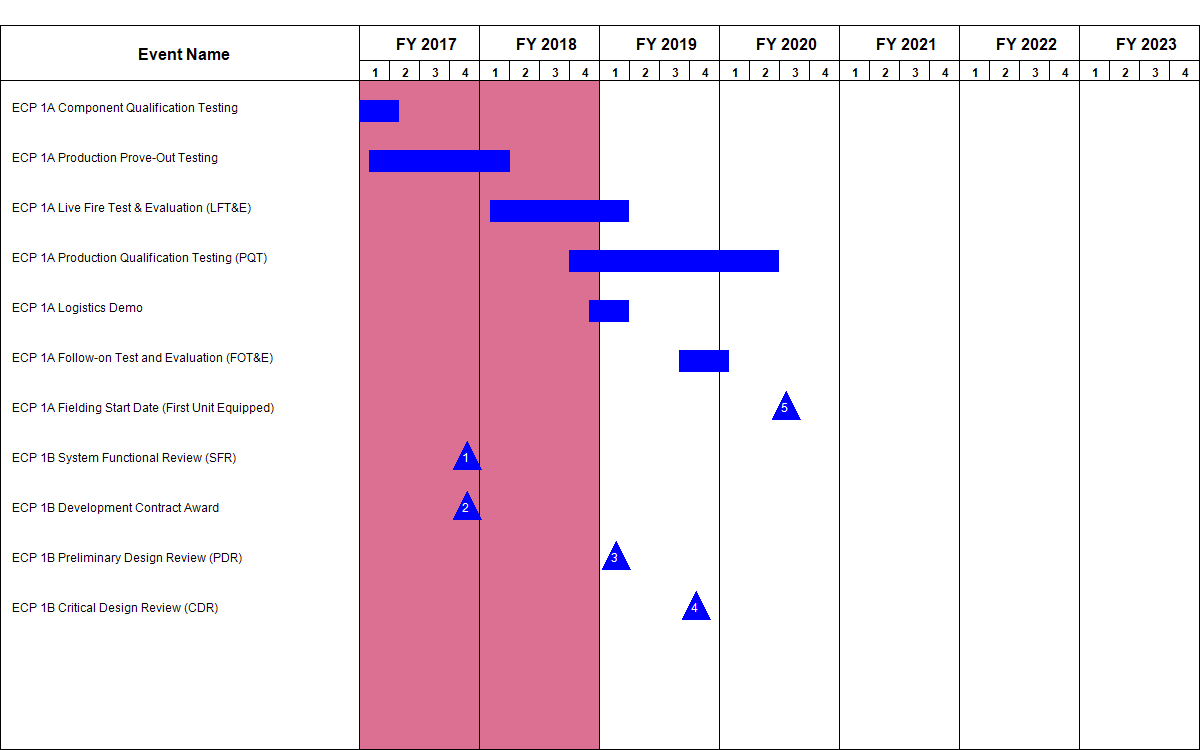 Event Name FY 2017 FY 2018 FY 2019 FY 2020 FY 2021 FY 2022 FY 2023
1 2 3 4 1 2 3 4 1 2 3 4 1 2 3 4 1 2 3 4 1 2 3 4 1 2 3 4
ECP 1A Component Qualification Testing
ECP 1A Production Prove-Out Testing
ECP 1A Live Fire Test & Evaluation (LFT&E)
ECP 1A Production Qualification Testing (PQT)
ECP 1A Logistics Demo
ECP 1A Follow-on Test and Evaluation (FOT&E)
ECP 1A Fielding Start Date (First Unit Equipped) 5
ECP 1B System Functional Review (SFR) 1
ECP 1B Development Contract Award 2
ECP 1B Preliminary Design Review (PDR) 3
ECP 1B Critical Design Review (CDR) 4